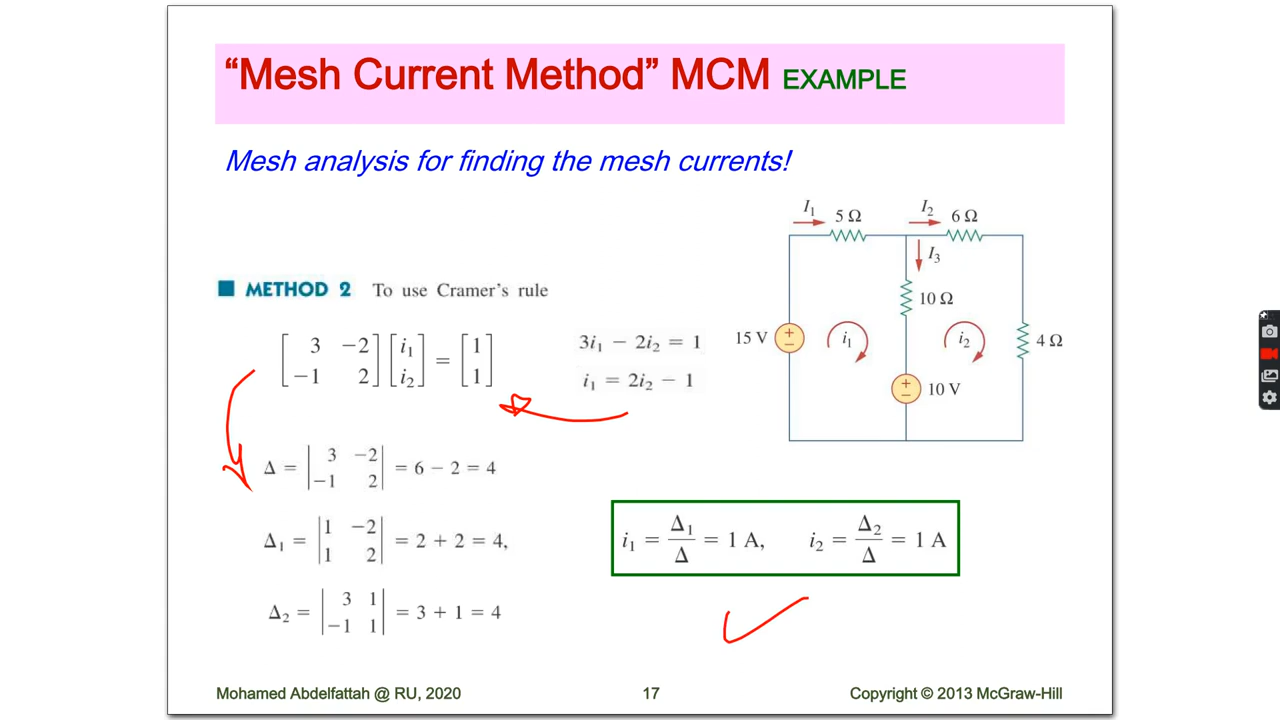 “Mesh Current Method” MCM EXAMPLE
Mesh analysis for finding the mesh currents!
METHOD 2 To use Cramer's rule
[3 −2; −1 2] [i₁; i₂] = [1; 1]
3i₁ − 2i₂ = 1
i₁ = 2i₂ − 1
Δ = |3 −2; −1 2| = 6 − 2 = 4
Δ₁ = |1 −2; 1 2| = 2 + 2 = 4,
Δ₂ = |3 1; −1 1| = 3 + 1 = 4
I₁ 5 Ω I₂ 6 Ω
I₃
10 Ω
15 V + − i₁ i₂ 4 Ω
+ − 10 V
i₁ = Δ₁/Δ = 1 A, i₂ = Δ₂/Δ = 1 A
Mohamed Abdelfattah @ RU, 2020 17 Copyright © 2013 McGraw-Hill